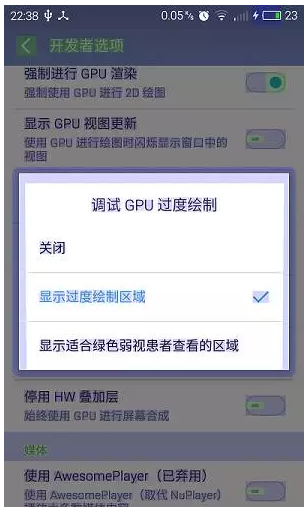 22:38 0.05% 23
开发者选项
强制进行 GPU 渲染
强制使用 GPU 进行 2D 绘图
显示 GPU 视图更新
使用 GPU 进行绘图时闪烁显示窗口中的
视图
调试 GPU 过度绘制
关闭
显示过度绘制区域
显示适合绿色弱视患者查看的区域
停用 HW 叠加层
始终使用 GPU 进行屏幕合成
媒体
使用 AwesomePlayer（已弃用）
使用 AwesomePlayer（取代 NuPlayer）